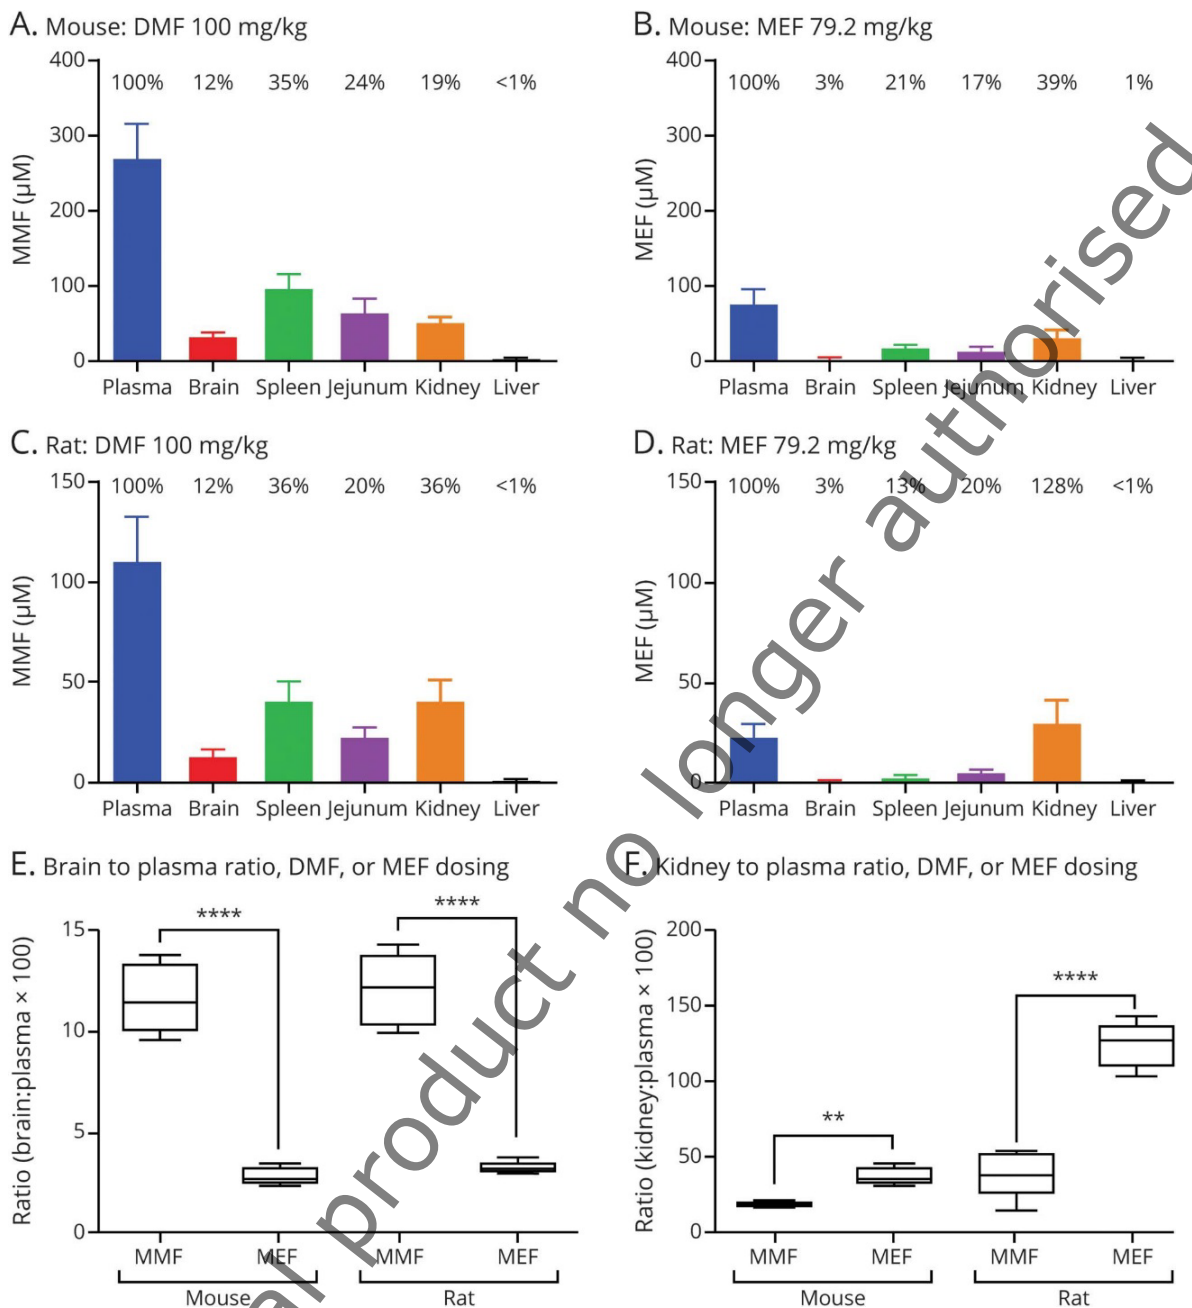 A. Mouse: DMF 100 mg/kg
400
300
200
100
0
MMF (µM)
100% 12% 35% 24% 19% <1%
Plasma Brain Spleen Jejunum Kidney Liver
B. Mouse: MEF 79.2 mg/kg
400
300
200
100
0
MEF (µM)
100% 3% 21% 17% 39% 1%
Plasma Brain Spleen Jejunum Kidney Liver
C. Rat: DMF 100 mg/kg
150
100
50
0
MMF (µM)
100% 12% 36% 20% 36% <1%
Plasma Brain Spleen Jejunum Kidney Liver
D. Rat: MEF 79.2 mg/kg
150
100
50
0
MEF (µM)
100% 3% 13% 20% 128% <1%
Plasma Brain Spleen Jejunum Kidney Liver
E. Brain to plasma ratio, DMF, or MEF dosing
15
10
5
0
Ratio (brain:plasma × 100)
**** ****
MMF MEF MMF MEF
Mouse Rat
F. Kidney to plasma ratio, DMF, or MEF dosing
200
150
100
50
0
Ratio (kidney:plasma × 100)
** ****
MMF MEF MMF MEF
Mouse Rat
al product no longer authorised